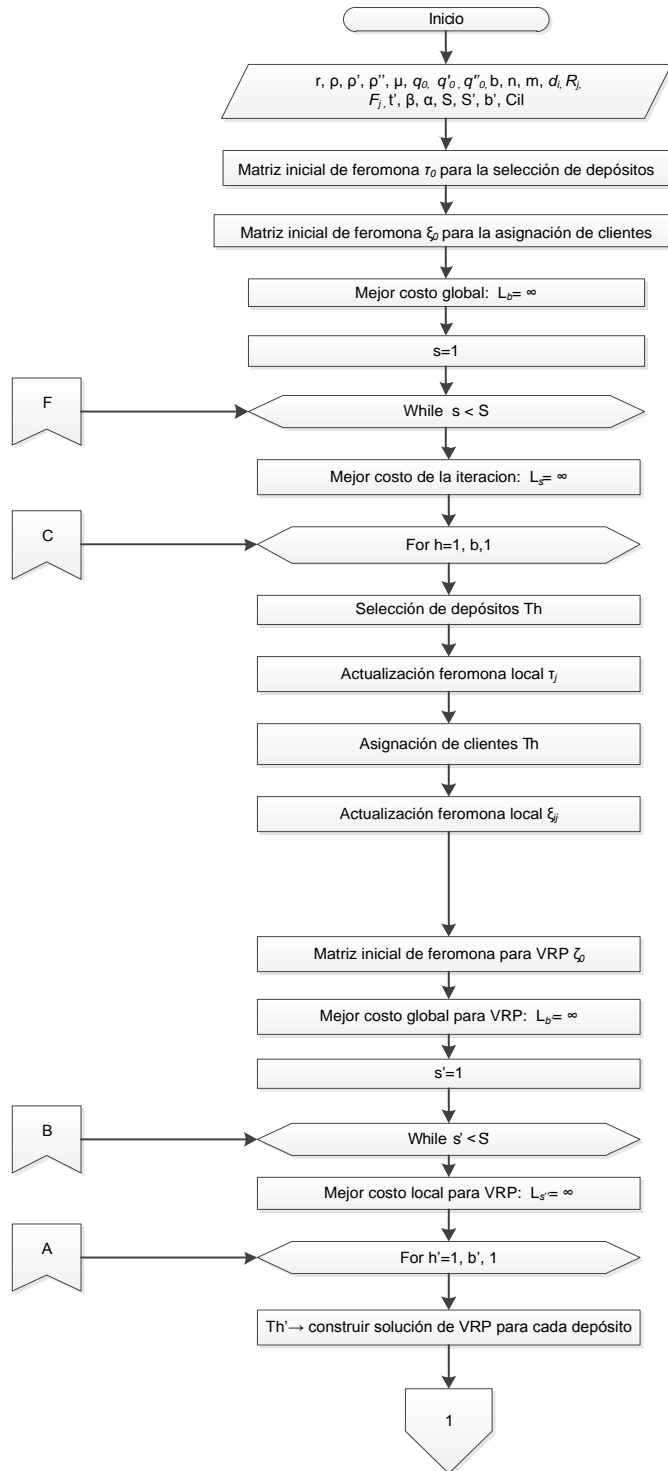 Inicio
r, ρ, ρ’, ρ’’, μ, q0, q’0 , q’’0, b, n, m, di, Rj,
Fj , t’, β, α, S, S’, b’, Cil
Matriz inicial de feromona τ0 para la selección de depósitos
Matriz inicial de feromona ξ0 para la asignación de clientes
Mejor costo global: Lb= ∞
s=1
F
While s < S
Mejor costo de la iteracion: Ls= ∞
C
For h=1, b,1
Selección de depósitos Th
Actualización feromona local τj
Asignación de clientes Th
Actualización feromona local ξij
Matriz inicial de feromona para VRP ζ0
Mejor costo global para VRP: Lb= ∞
s’=1
B
While s’ < S’
Mejor costo local para VRP: Ls’= ∞
A
For h’=1, b’, 1
Th’→ construir solución de VRP para cada depósito
1